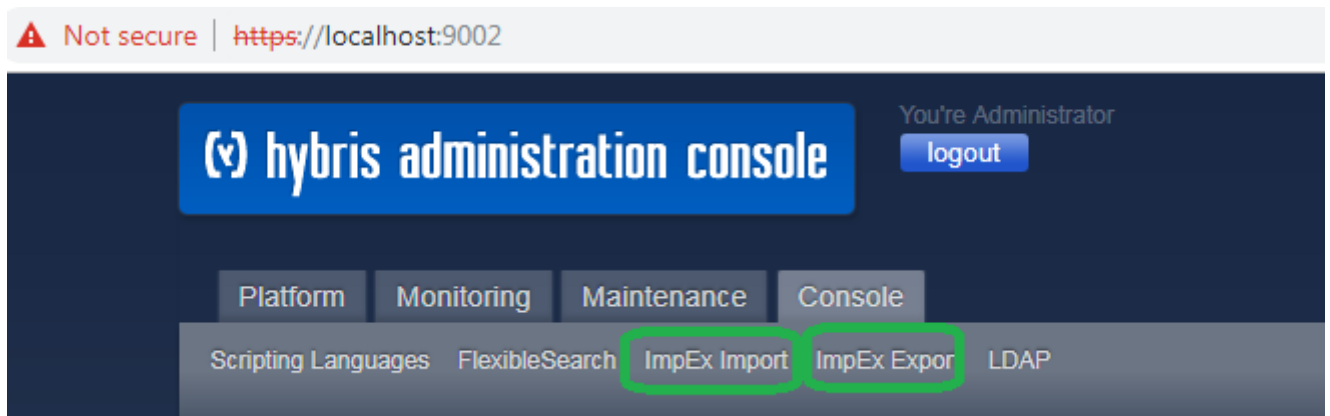 Not secure | https://localhost:9002
You're Administrator
(y) hybris administration console
logout
Platform Monitoring Maintenance Console
Scripting Languages FlexibleSearch ImpEx Import ImpEx Export LDAP